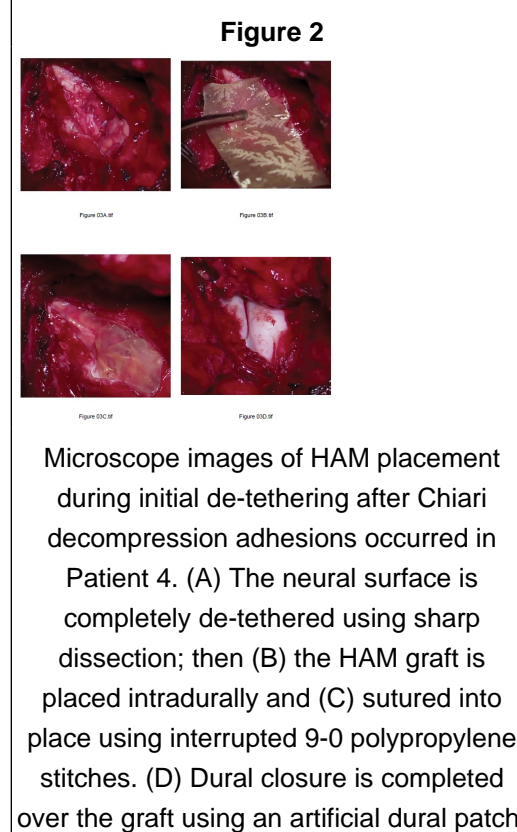 Figure 2
Figure 03A.tif
Figure 03B.tif
Figure 03C.tif
Figure 03D.tif
Microscope images of HAM placement
during initial de-tethering after Chiari
decompression adhesions occurred in
Patient 4. (A) The neural surface is
completely de-tethered using sharp
dissection; then (B) the HAM graft is
placed intradurally and (C) sutured into
place using interrupted 9-0 polypropylene
stitches. (D) Dural closure is completed
over the graft using an artificial dural patch